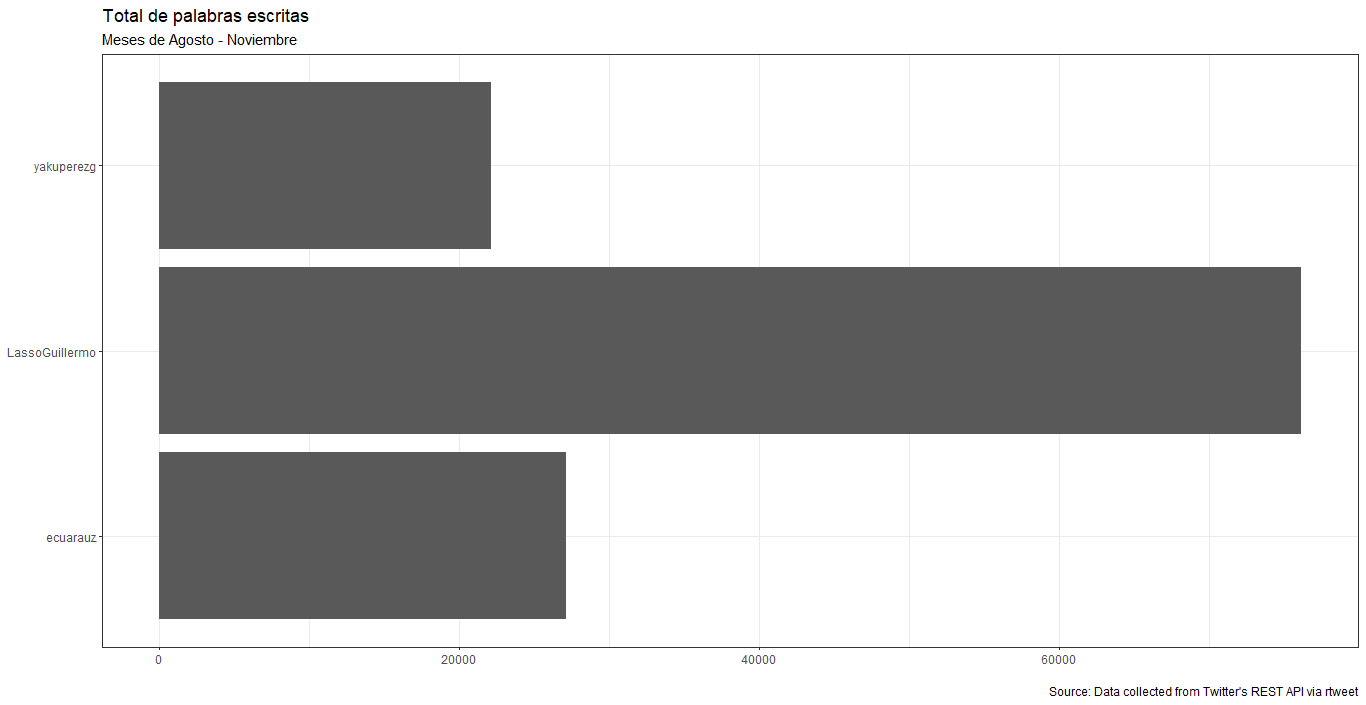 Total de palabras escritas
Meses de Agosto - Noviembre
yakuperezg
LassoGuillermo
ecuarauz
0 20000 40000 60000
Source: Data collected from Twitter's REST API via rtweet